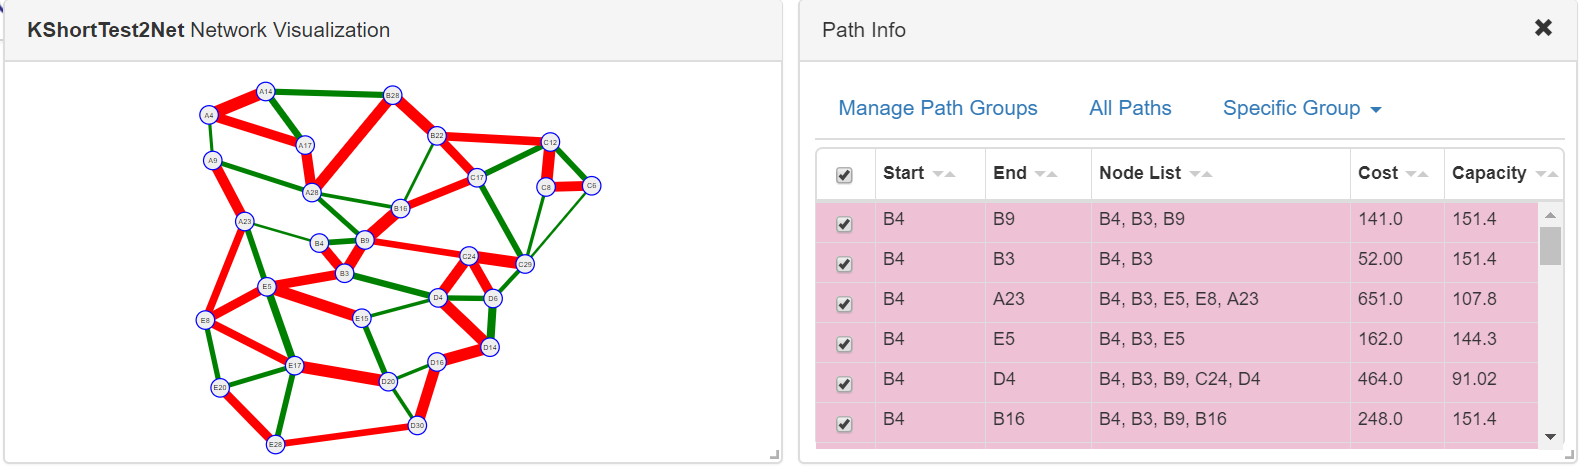 KShortTest2Net Network Visualization
A14
B28
A4
B22
A17
C12
A9
C17
C8
C6
A28
B16
A23
B4
B9
C24
C29
B3
E5
D4
D6
E8
E15
D14
E17
D16
E20
D20
D30
E28
Path Info
Manage Path Groups All Paths Specific Group
Start End Node List Cost Capacity
B4 B9 B4, B3, B9 141.0 151.4
B4 B3 B4, B3 52.00 151.4
B4 A23 B4, B3, E5, E8, A23 651.0 107.8
B4 E5 B4, B3, E5 162.0 144.3
B4 D4 B4, B3, B9, C24, D4 464.0 91.02
B4 B16 B4, B3, B9, B16 248.0 151.4